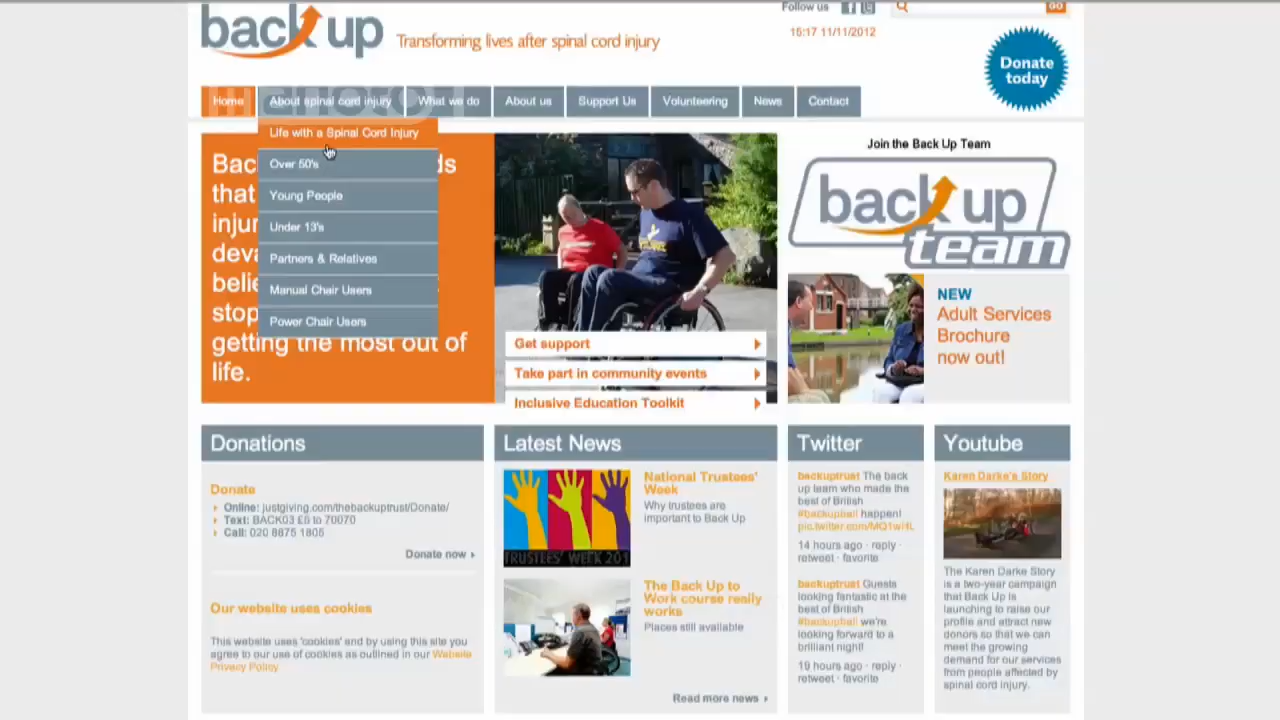 back up
Transforming lives after spinal cord injury
Follow us
GO
15:17 11/11/2012
Donate
today
Home
About spinal cord injury
What we do
About us
Support Us
Volunteering
News
Contact
Life with a Spinal Cord Injury
Over 50's
Young People
Under 13's
Partners & Relatives
Manual Chair Users
Power Chair Users
getting the most out of
life.
Get support
Take part in community events
Inclusive Education Toolkit
Join the Back Up Team
back up
team
NEW
Adult Services
Brochure
now out!
Donations
Donate
Online: justgiving.com/thebackuptrust/Donate/
Text: BACK03 £5 to 70070
Call: 020 8875 1805
Donate now
Our website uses cookies
This website uses 'cookies' and by using this site you
agree to our use of cookies as outlined in our Website
Privacy Policy
Latest News
TRUSTEES' WEEK 201
National Trustees'
Week
Why trustees are
important to Back Up
The Back Up to
Work course really
works
Places still available
Read more news
Twitter
backuptrust The back
up team who made the
best of British
#backupball happen!
14 hours ago · reply ·
retweet · favorite
backuptrust Guests
looking fantastic at the
best of British
#backupball we're
looking forward to a
brilliant night!
19 hours ago · reply ·
retweet · favorite
Youtube
Karen Darke's Story
The Karen Darke Story
is a two-year campaign
that Back Up is
launching to raise our
profile and attract new
donors so that we can
meet the growing
demand for our services
from people affected by
spinal cord injury.